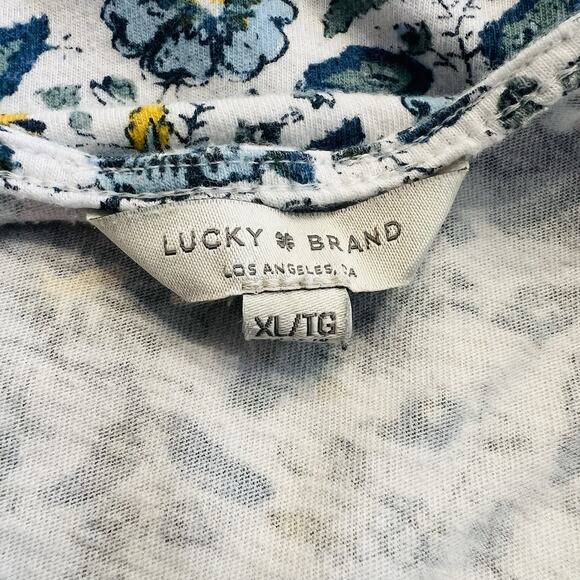 LUCKY BRAND
LOS ANGELES, CA
XL/TG